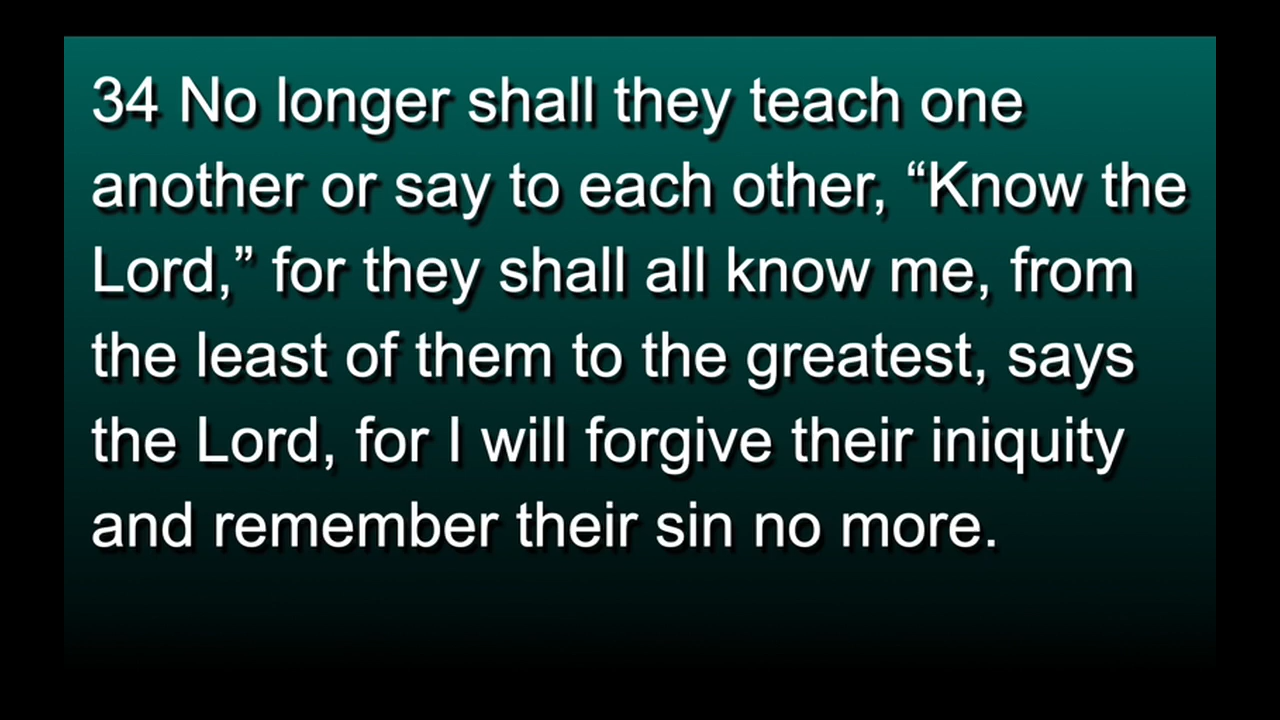 34 No longer shall they teach one
another or say to each other, “Know the
Lord,” for they shall all know me, from
the least of them to the greatest, says
the Lord, for I will forgive their iniquity
and remember their sin no more.